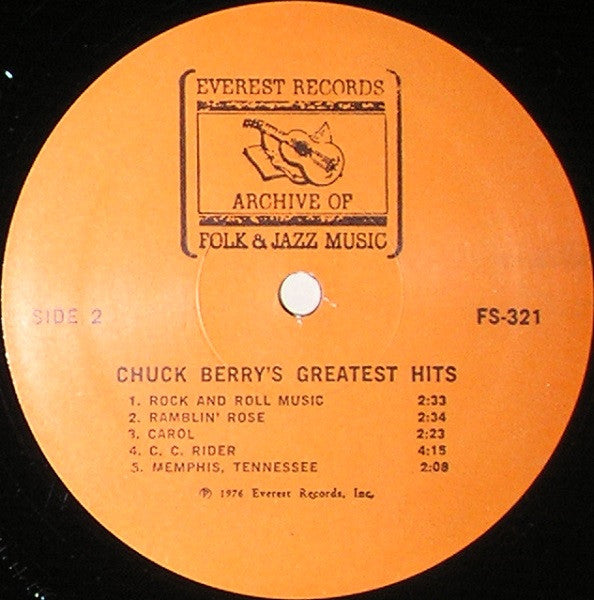 EVEREST RECORDS
ARCHIVE OF
FOLK & JAZZ MUSIC
SIDE 2
FS-321
CHUCK BERRY'S GREATEST HITS
1. ROCK AND ROLL MUSIC 2:33
2. RAMBLIN' ROSE 2:34
3. CAROL 2:23
4. C. C. RIDER 4:15
5. MEMPHIS, TENNESSEE 2:08
℗ 1976 Everest Records, Inc.